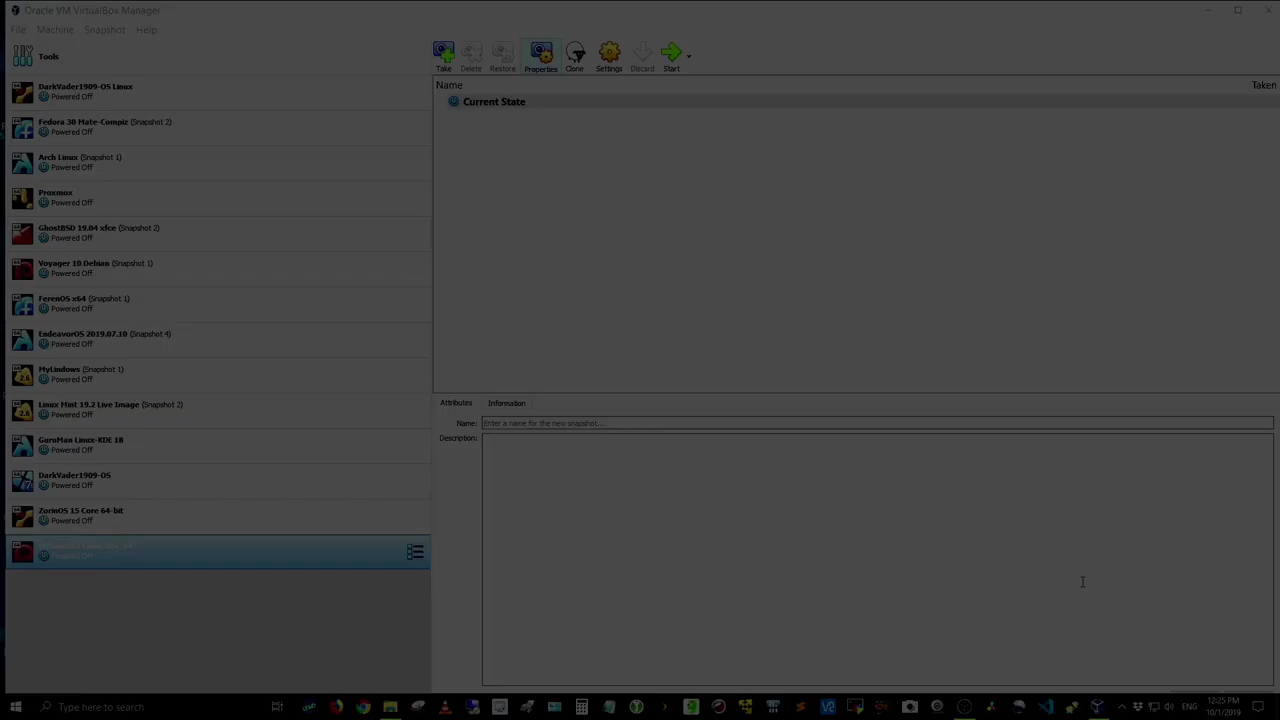 Oracle VM VirtualBox Manager
File Machine Snapshot Help
Tools
Take Delete Restore Properties Clone Settings Discard Start
Name Taken
Current State
DarkVader1909-OS Linux
Powered Off
Fedora 30 Mate-Compiz (Snapshot 2)
Powered Off
Arch Linux (Snapshot 1)
Powered Off
Proxmox
Powered Off
GhostBSD 19.04 xfce (Snapshot 2)
Powered Off
Voyager 10 Debian (Snapshot 1)
Powered Off
FerenOS x64 (Snapshot 1)
Powered Off
EndeavorOS 2019.07.10 (Snapshot 4)
Powered Off
MyLindows (Snapshot 1)
Powered Off
Linux Mint 19.2 Live Image (Snapshot 2)
Powered Off
GuruMan Linux-KDE 18
Powered Off
DarkVader1909-OS
Powered Off
ZorinOS 15 Core 64-bit
Powered Off
Powered Off
Attributes Information
Name: Enter a name for the new snapshot...
Description:
Type here to search
ENG
12:25 PM
10/1/2019